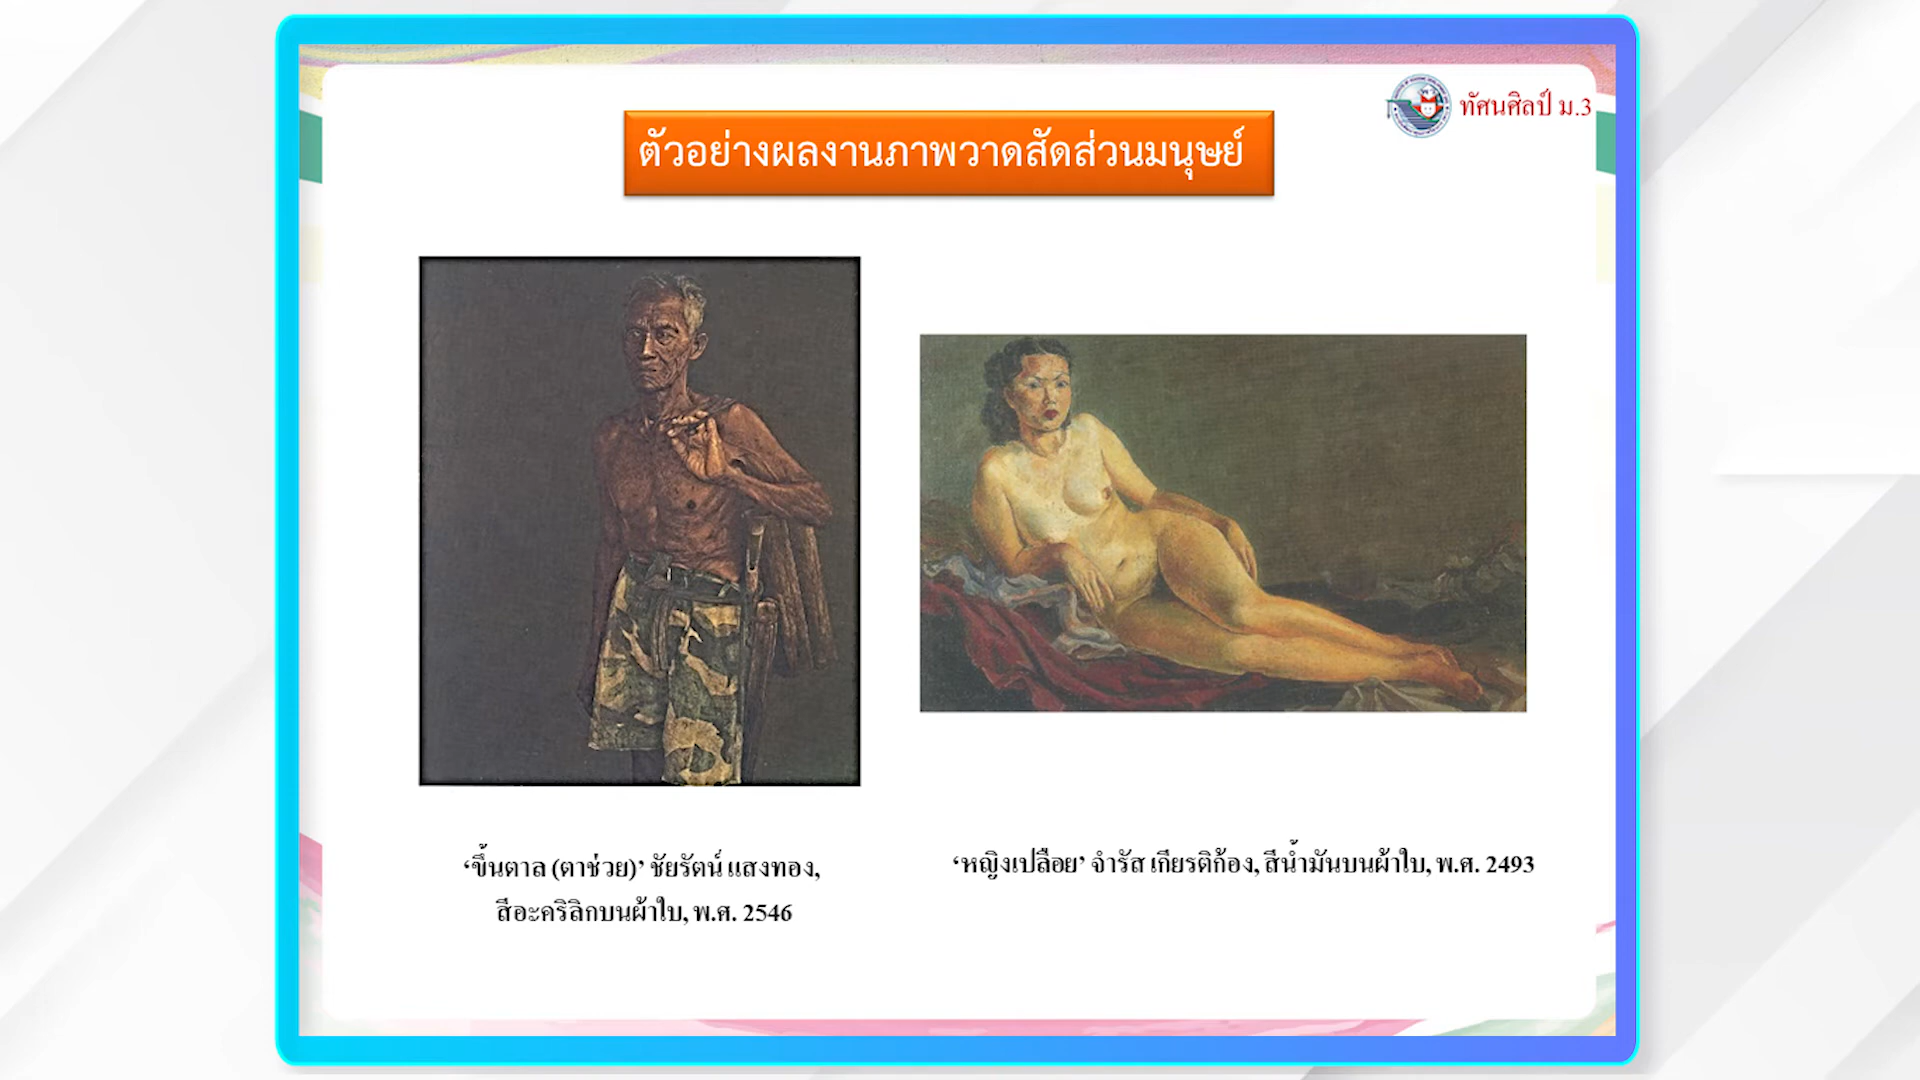 ทัศนศิลป์ ม.3
ตัวอย่างผลงานภาพวาดสัดส่วนมนุษย์
‘ขึ้นตาล (ตาช่วย)’ ชัยรัตน์ แสงทอง,
สีอะคริลิกบนผ้าใบ, พ.ศ. 2546
‘หญิงเปลือย’ จำรัส เกียรติก้อง, สีน้ำมันบนผ้าใบ, พ.ศ. 2493